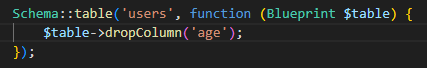 Schema::table('users', function (Blueprint $table) {
    $table->dropColumn('age');
});